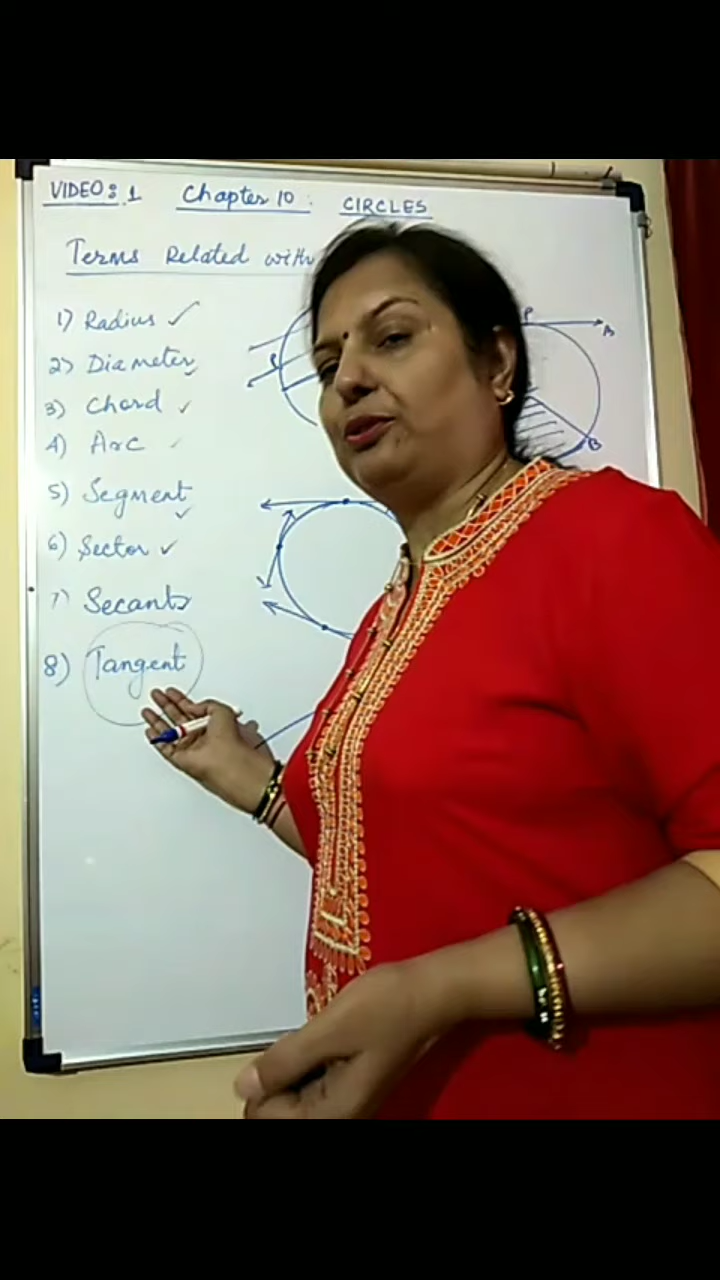 VIDEO: 1 Chapter 10: CIRCLES
Terms Related with
1) Radius
2) Diameter
3) Chord
4) Arc
5) Segment
6) Sector
7) Secants
8) Tangent
P
A
B